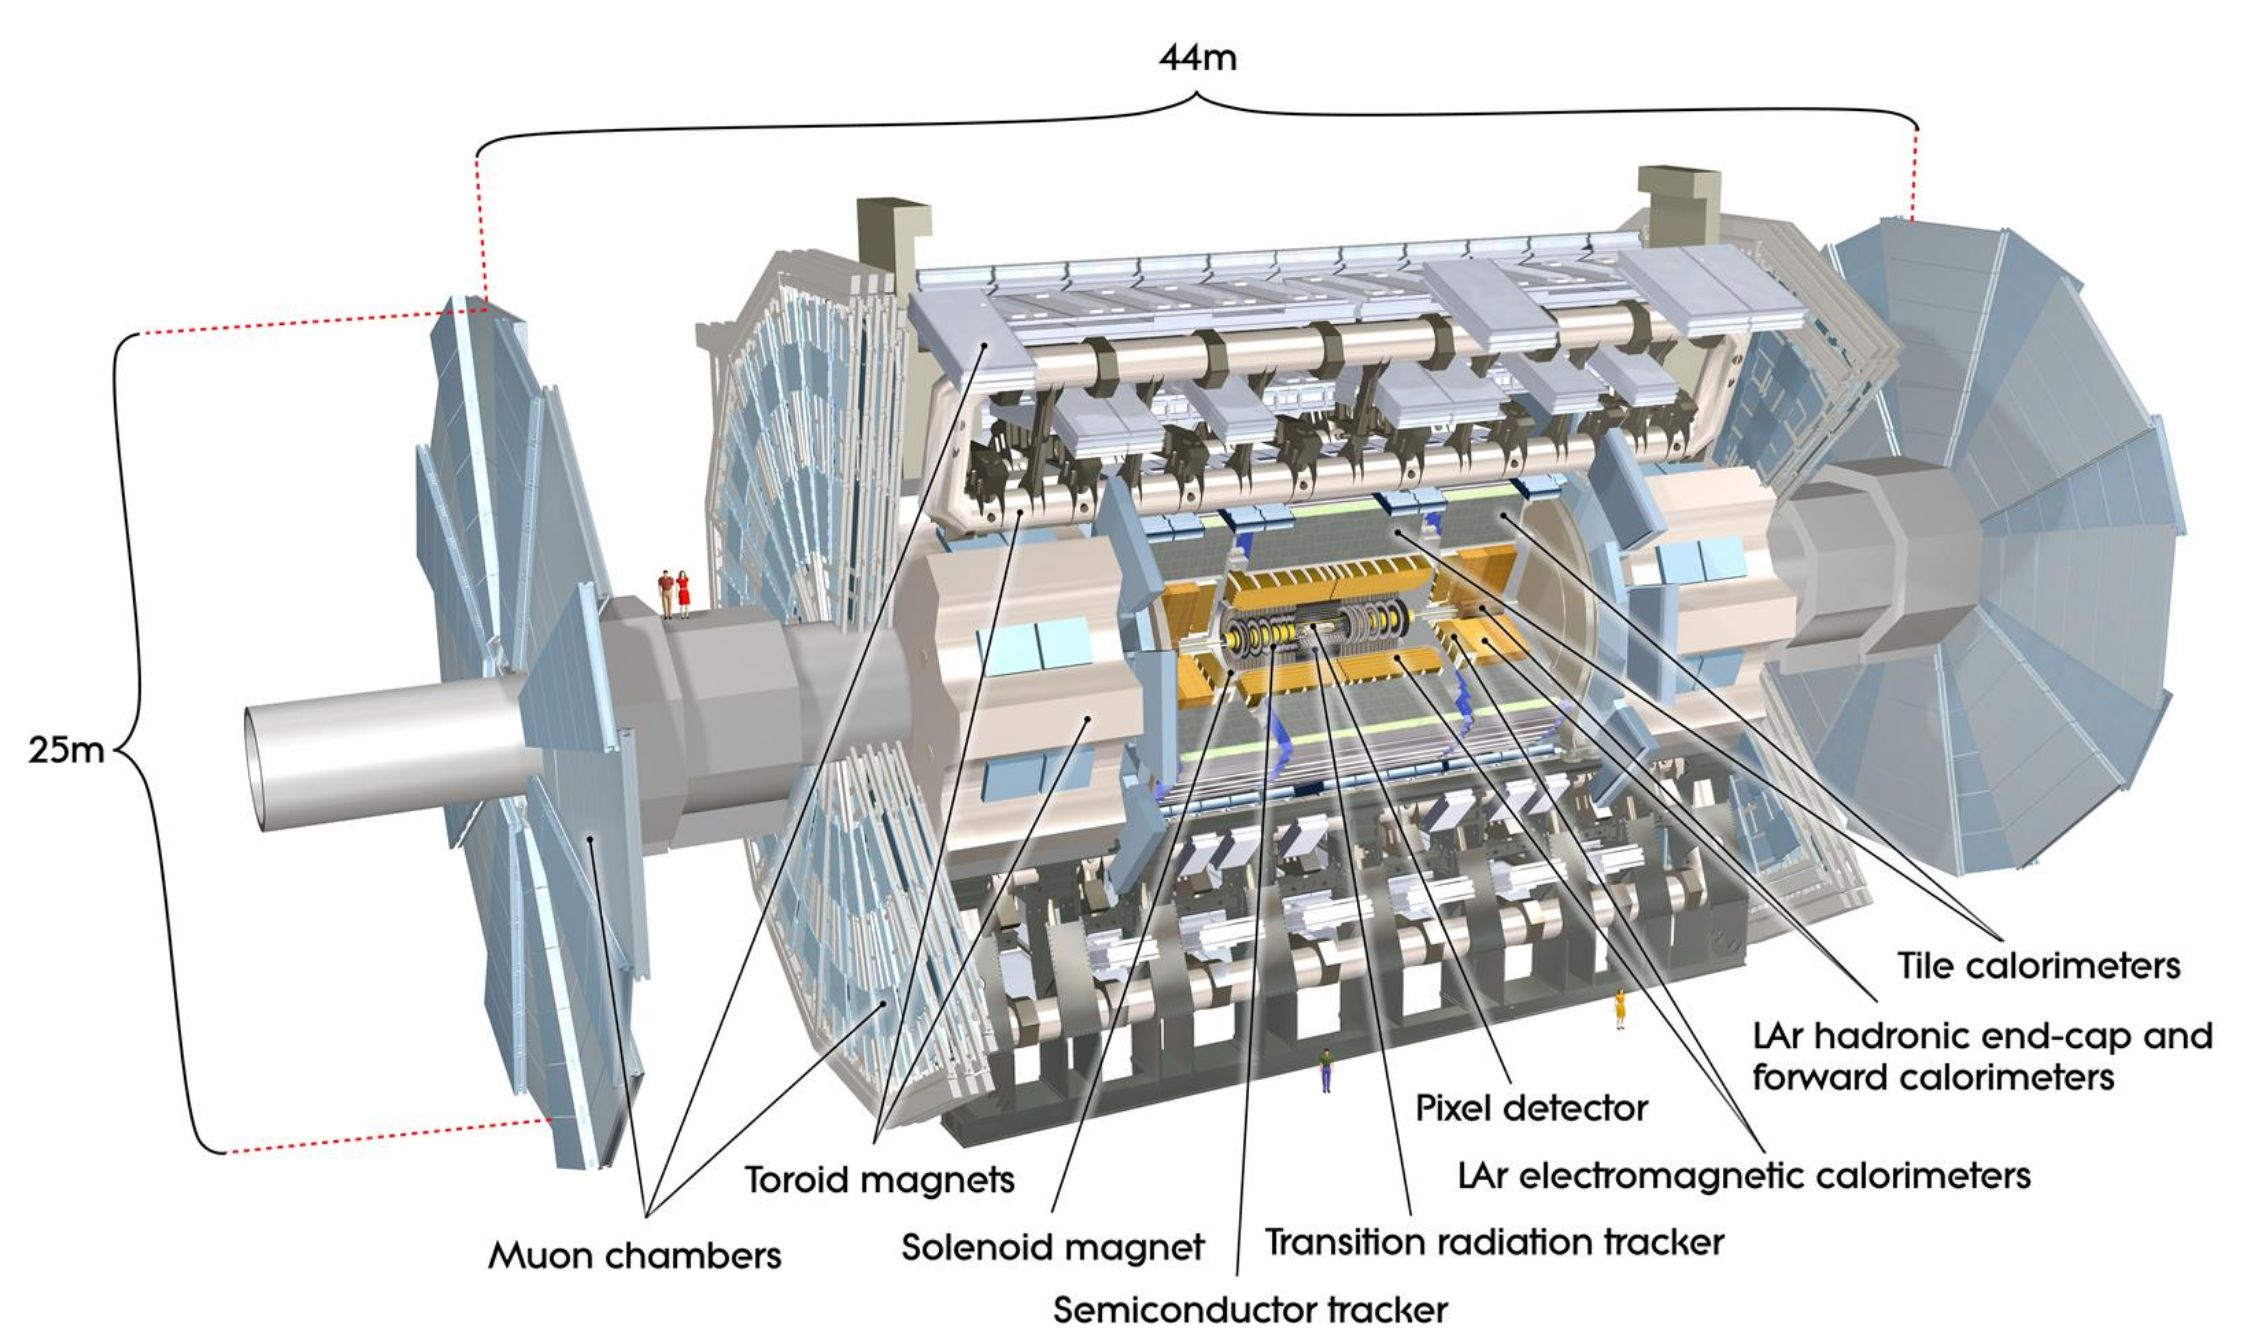 44m
25m
Tile calorimeters
LAr hadronic end-cap and
forward calorimeters
Pixel detector
LAr electromagnetic calorimeters
Toroid magnets
Solenoid magnet
Transition radiation tracker
Muon chambers
Semiconductor tracker